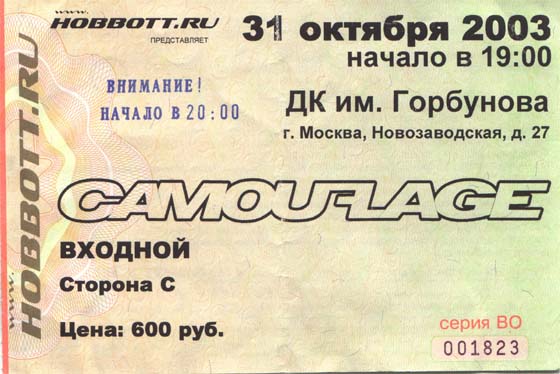 www.
HOBBOTT.RU
ПРЕДСТАВЛЯЕТ
31 октября 2003
начало в 19:00
ВНИМАНИЕ!
НАЧАЛО В 20:00
ДК им. Горбунова
г. Москва, Новозаводская, д. 27
CAMOUFLAGE
ВХОДНОЙ
Сторона С
Цена: 600 руб.
серия ВО
001823
www.
HOBBOTT.RU